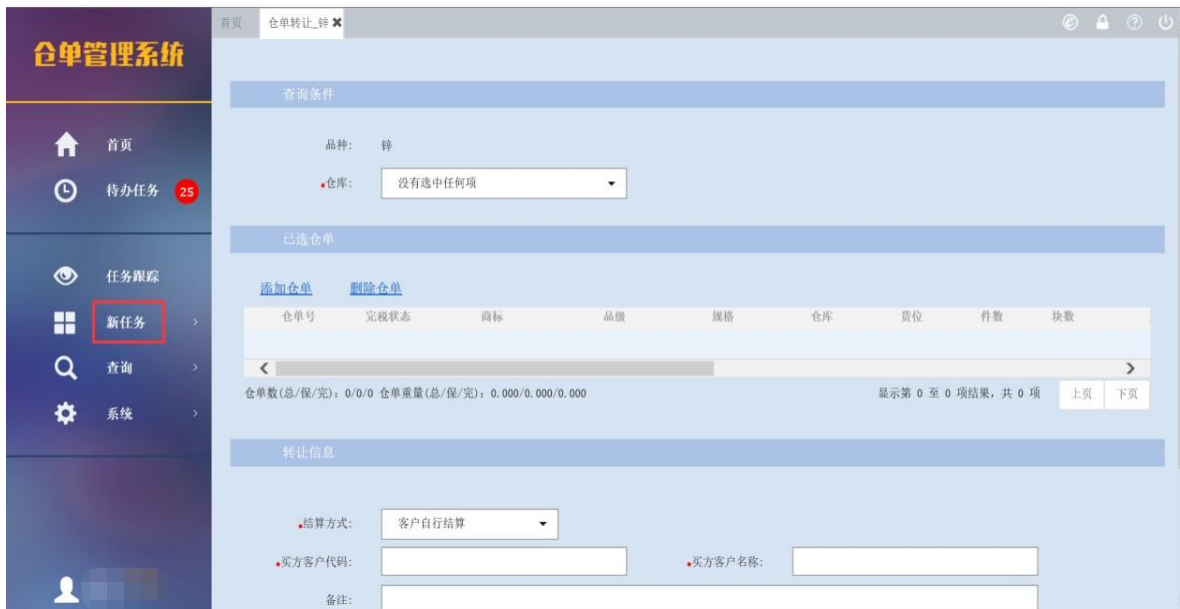 首页 仓单转让_锌 ✖
仓单管理系统
查询条件
首页
品种： 锌
待办任务 25
仓库： 没有选中任何项
已选仓单
任务跟踪
添加仓单 删除仓单
新任务
仓单号 完税状态 商标 品级 规格 仓库 货位 件数 块数
查询
仓单数(总/保/完)：0/0/0 仓单重量(总/保/完)：0.000/0.000/0.000 显示第 0 至 0 项结果，共 0 项 上页 下页
系统
转让信息
结算方式： 客户自行结算
买方客户代码： 买方客户名称：
备注：